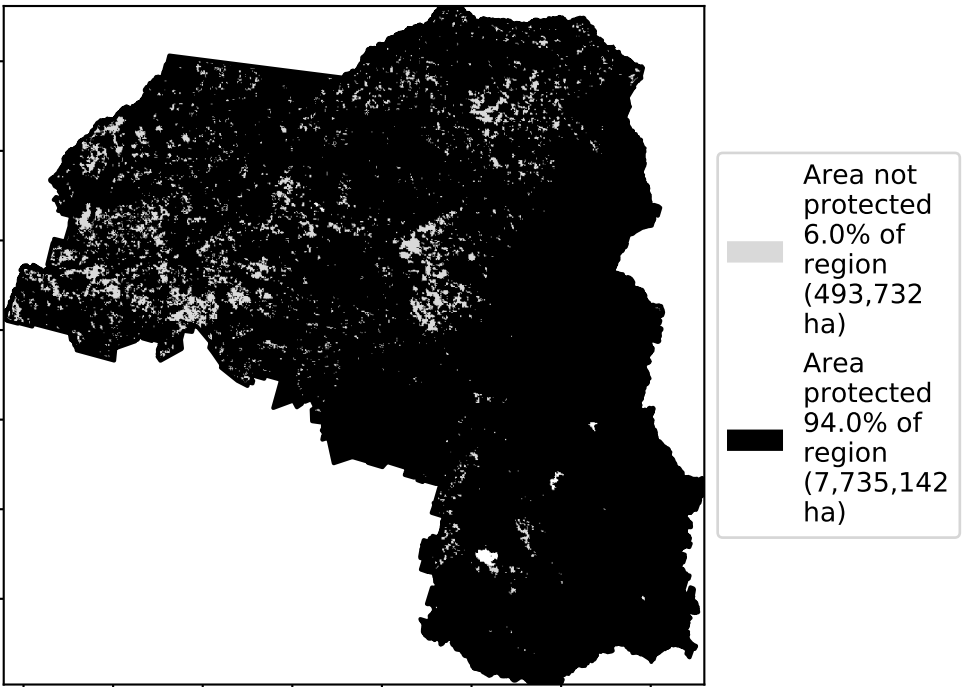 Area not
protected
6.0% of
region
(493,732
ha)
Area
protected
94.0% of
region
(7,735,142
ha)